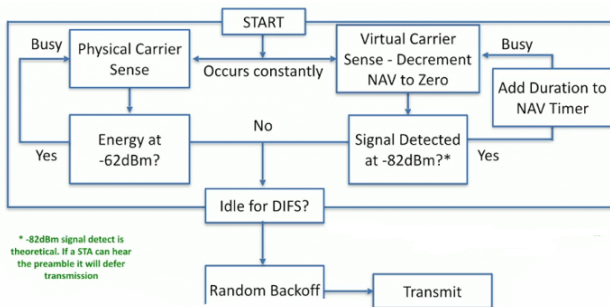 START
Busy
Physical Carrier
Sense
Occurs constantly
Virtual Carrier
Sense - Decrement
NAV to Zero
Busy
Add Duration to
NAV Timer
Energy at
-62dBm?
Yes
No
Signal Detected
at -82dBm?*
Yes
Idle for DIFS?
* -82dBm signal detect is
theoretical. If a STA can hear
the preamble it will defer
transmission
Random Backoff
Transmit